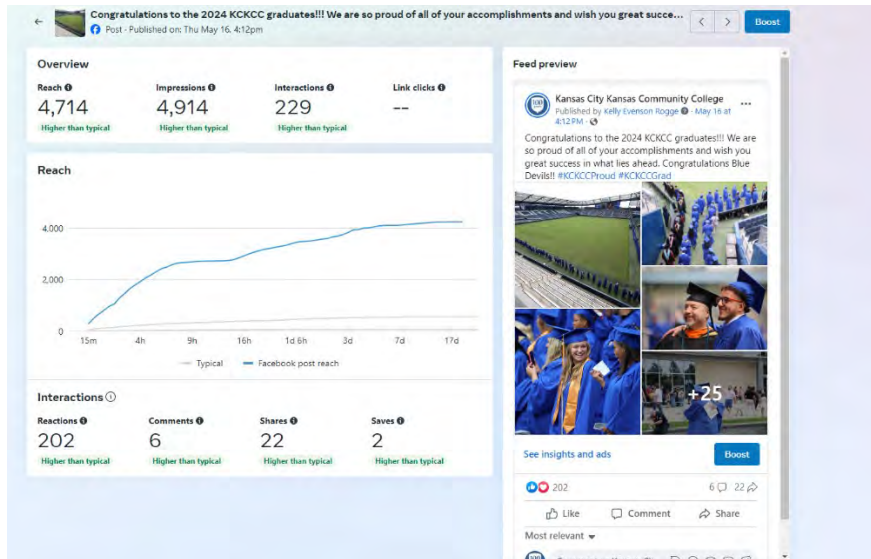 Congratulations to the 2024 KCKCC graduates!!! We are so proud of all of your accomplishments and wish you great succe...
Post · Published on: Thu May 16, 4:12pm
Boost
Overview
Reach
Impressions
Interactions
Link clicks
4,714
4,914
229
--
Higher than typical
Higher than typical
Higher than typical
Reach
4,000
2,000
0
15m
4h
9h
16h
1d 6h
3d
7d
17d
Typical
Facebook post reach
Interactions
Reactions
Comments
Shares
Saves
202
6
22
2
Higher than typical
Higher than typical
Higher than typical
Higher than typical
Feed preview
100
Kansas City Kansas Community College
Published by Kelly Evenson Rogge · May 16 at
4:12 PM ·
Congratulations to the 2024 KCKCC graduates!!! We are
so proud of all of your accomplishments and wish you
great success in what lies ahead. Congratulations Blue
Devils!! #KCKCCProud #KCKCCGrad
+25
See insights and ads
Boost
202
6
22
Like
Comment
Share
Most relevant